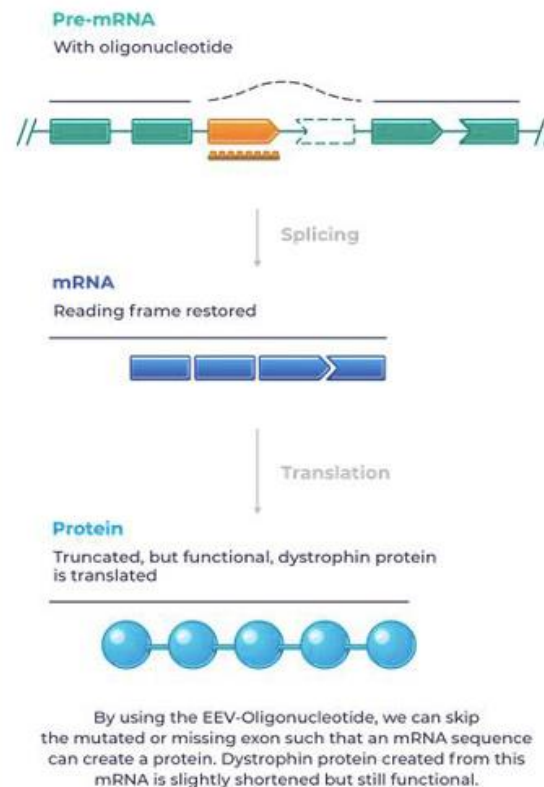 Pre-mRNA
With oligonucleotide
Splicing
mRNA
Reading frame restored
Translation
Protein
Truncated, but functional, dystrophin protein
is translated
By using the EEV-Oligonucleotide, we can skip
the mutated or missing exon such that an mRNA sequence
can create a protein. Dystrophin protein created from this
mRNA is slightly shortened but still functional.